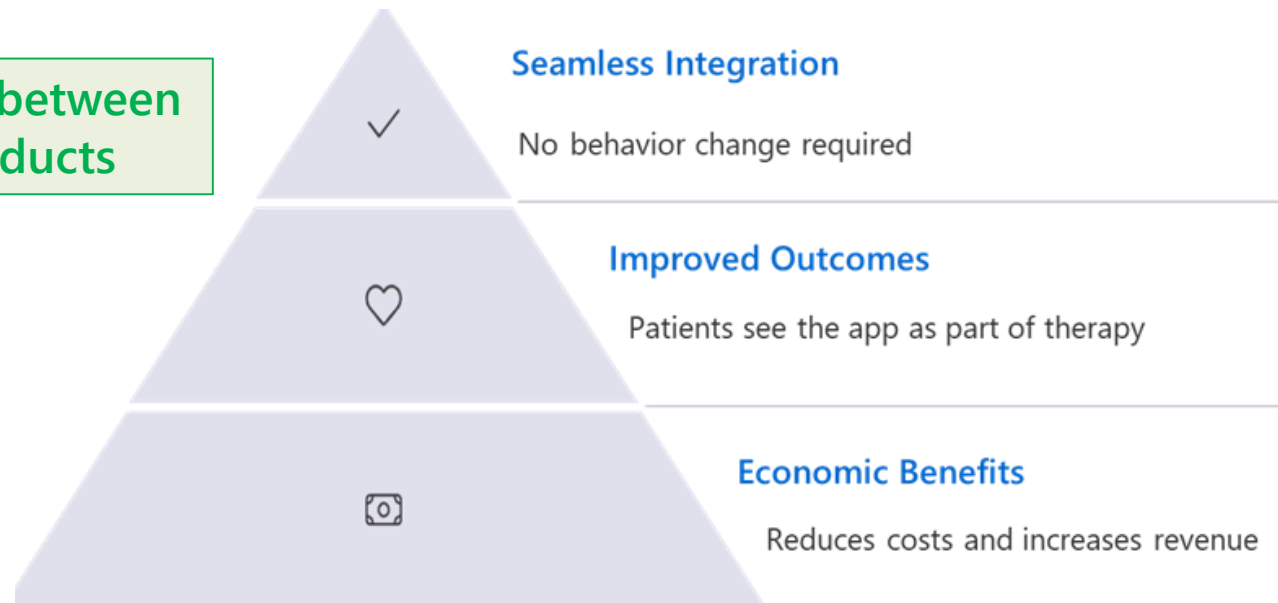 between
ducts
Seamless Integration
No behavior change required
Improved Outcomes
Patients see the app as part of therapy
Economic Benefits
Reduces costs and increases revenue